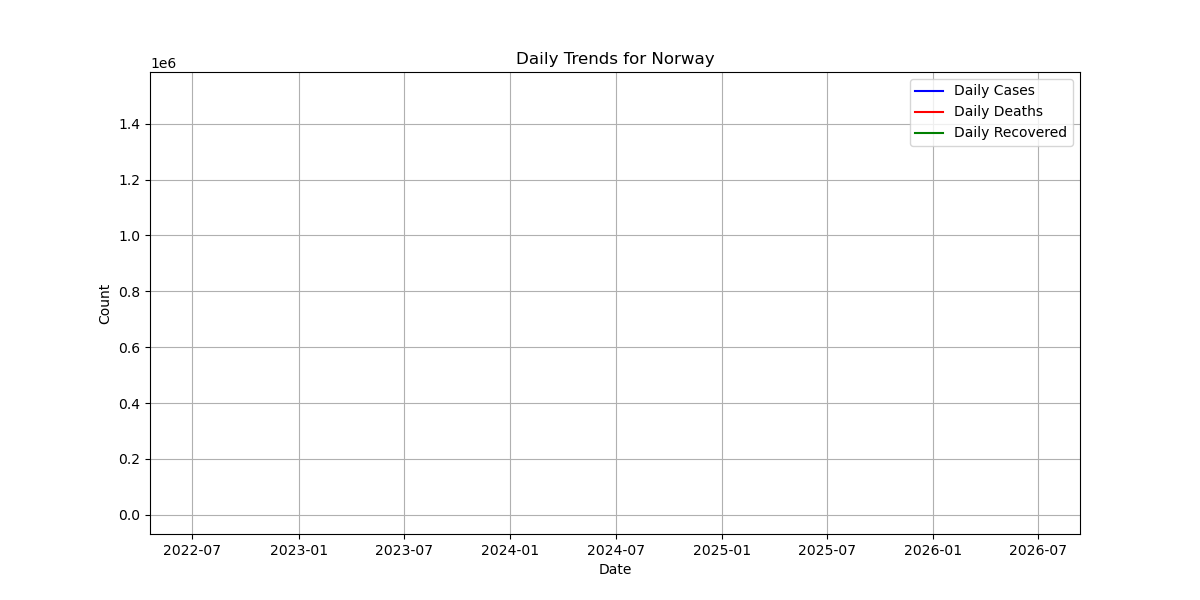 Daily Trends for Norway
1e6
Daily Cases
Daily Deaths
Daily Recovered
1.4
1.2
1.0
0.8
0.6
0.4
0.2
0.0
Count
2022-07 2023-01 2023-07 2024-01 2024-07 2025-01 2025-07 2026-01 2026-07
Date